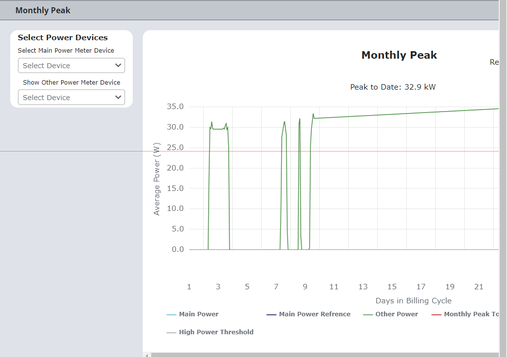 Monthly Peak
Select Power Devices
Select Main Power Meter Device
Select Device
Show Other Power Meter Device
Select Device
Monthly Peak
Re
Peak to Date: 32.9 kW
35.0
30.0
25.0
20.0
15.0
10.0
5.0
0.0
Average Power (W)
1 3 5 7 9 11 13 15 17 19 21
Days in Billing Cycle
Main Power Main Power Refrence Other Power Monthly Peak To
High Power Threshold